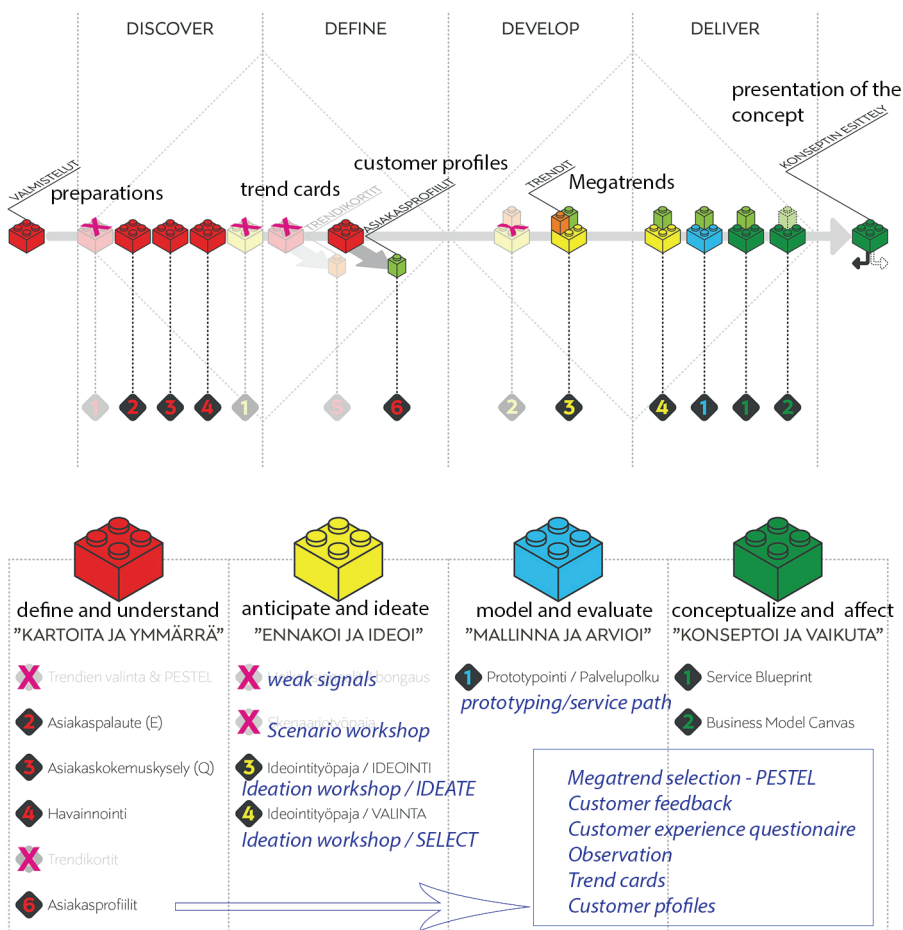 DISCOVER
DEFINE
DEVELOP
DELIVER
presentation of the
concept
KONSEPTIN ESITTELY
VALMISTELUT
preparations
trend cards
TRENDIKORTIT
customer profiles
ASIAKASPROFIILIT
TRENDIT
Megatrends
X
X
X
1
2
3
4
1
5
6
2
3
4
1
1
2
define and understand
"KARTOITA JA YMMÄRRÄ"
X Trendien valinta & PESTEL
2 Asiakaspalaute (E)
3 Asiakaskokemuskysely (Q)
4 Havainnointi
X Trendikortit
6 Asiakasprofiilit
anticipate and ideate
"ENNAKOI JA IDEOI"
X weak signals
X Skenaariotyöpaja
Scenario workshop
3 Ideointityöpaja / IDEOINTI
Ideation workshop / IDEATE
4 Ideointityöpaja / VALINTA
Ideation workshop / SELECT
model and evaluate
"MALLINNA JA ARVIOI"
1 Prototypointi / Palvelupolku
prototyping/service path
conceptualize and affect
"KONSEPTOI JA VAIKUTA"
1 Service Blueprint
2 Business Model Canvas
Megatrend selection - PESTEL
Customer feedback
Customer experience questionaire
Observation
Trend cards
Customer pfofiles